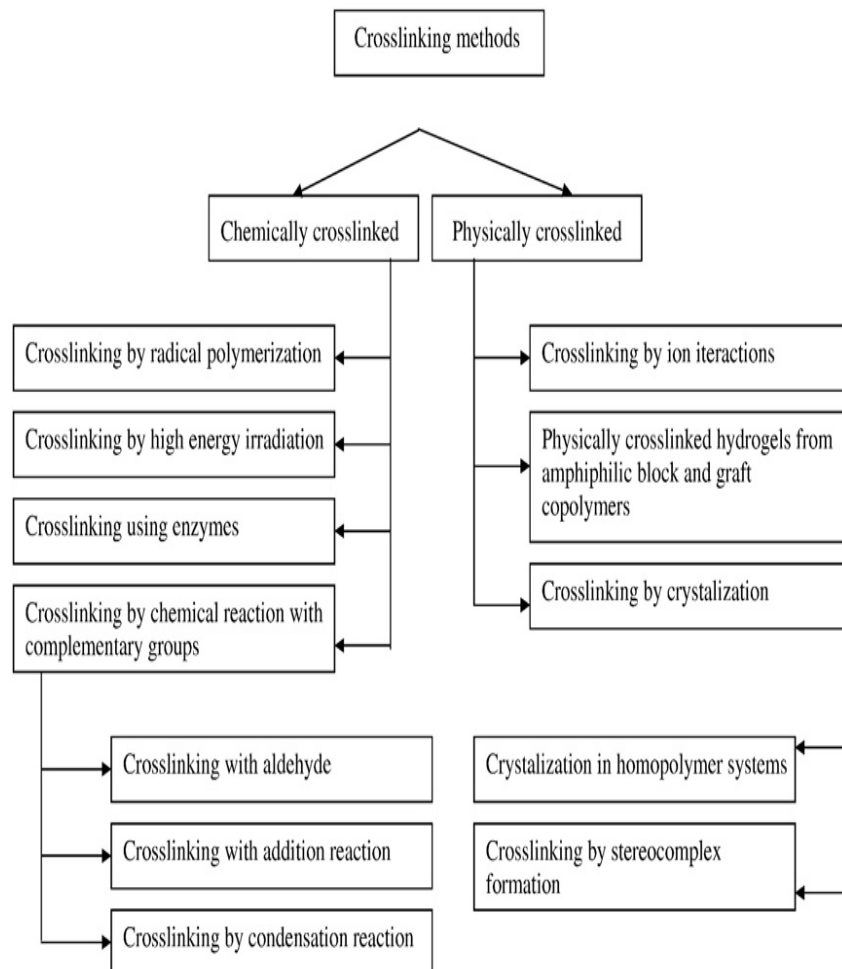 Crosslinking methods
Chemically crosslinked
Physically crosslinked
Crosslinking by radical polymerization
Crosslinking by high energy irradiation
Crosslinking using enzymes
Crosslinking by chemical reaction with
complementary groups
Crosslinking by ion iteractions
Physically crosslinked hydrogels from
amphiphilic block and graft
copolymers
Crosslinking by crystalization
Crosslinking with aldehyde
Crosslinking with addition reaction
Crosslinking by condensation reaction
Crystalization in homopolymer systems
Crosslinking by stereocomplex
formation